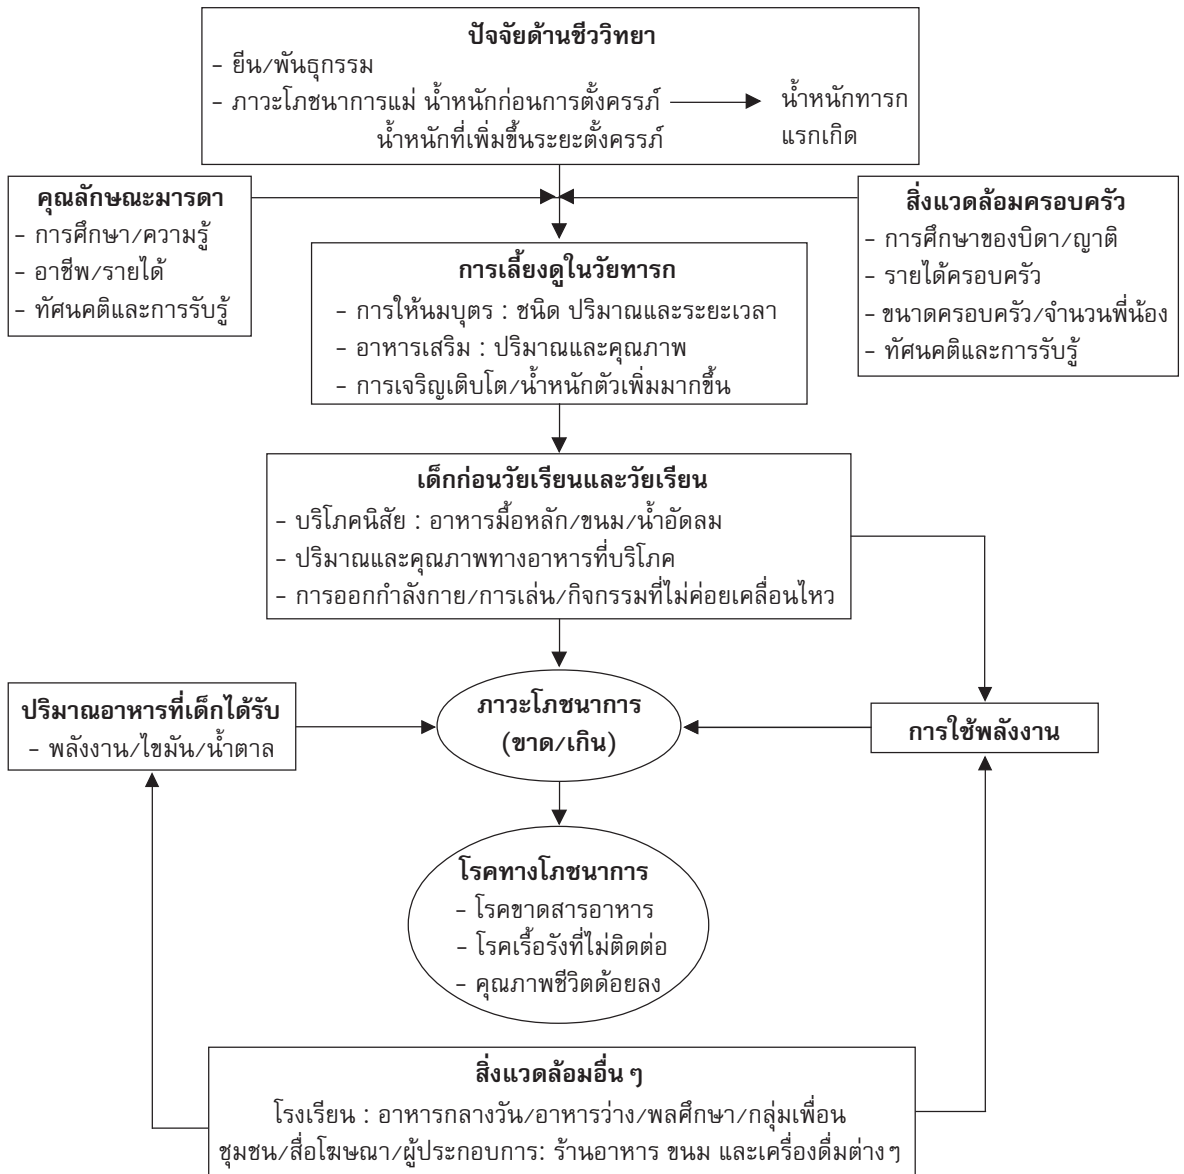 ปัจจัยด้านชีววิทยา
– ยีน/พันธุกรรม
– ภาวะโภชนาการแม่ น้ำหนักก่อนการตั้งครรภ์
น้ำหนักที่เพิ่มขึ้นระยะตั้งครรภ์
น้ำหนักทารก
แรกเกิด
คุณลักษณะมารดา
– การศึกษา/ความรู้
– อาชีพ/รายได้
– ทัศนคติและการรับรู้
สิ่งแวดล้อมครอบครัว
– การศึกษาของบิดา/ญาติ
– รายได้ครอบครัว
– ขนาดครอบครัว/จำนวนพี่น้อง
– ทัศนคติและการรับรู้
การเลี้ยงดูในวัยทารก
– การให้นมบุตร : ชนิด ปริมาณและระยะเวลา
– อาหารเสริม : ปริมาณและคุณภาพ
– การเจริญเติบโต/น้ำหนักตัวเพิ่มมากขึ้น
เด็กก่อนวัยเรียนและวัยเรียน
– บริโภคนิสัย : อาหารมื้อหลัก/ขนม/น้ำอัดลม
– ปริมาณและคุณภาพทางอาหารที่บริโภค
– การออกกำลังกาย/การเล่น/กิจกรรมที่ไม่ค่อยเคลื่อนไหว
ปริมาณอาหารที่เด็กได้รับ
– พลังงาน/ไขมัน/น้ำตาล
ภาวะโภชนาการ
(ขาด/เกิน)
การใช้พลังงาน
โรคทางโภชนาการ
– โรคขาดสารอาหาร
– โรคเรื้อรังที่ไม่ติดต่อ
– คุณภาพชีวิตด้อยลง
สิ่งแวดล้อมอื่น ๆ
โรงเรียน : อาหารกลางวัน/อาหารว่าง/พลศึกษา/กลุ่มเพื่อน
ชุมชน/สื่อโฆษณา/ผู้ประกอบการ: ร้านอาหาร ขนม และเครื่องดื่มต่าง ๆ